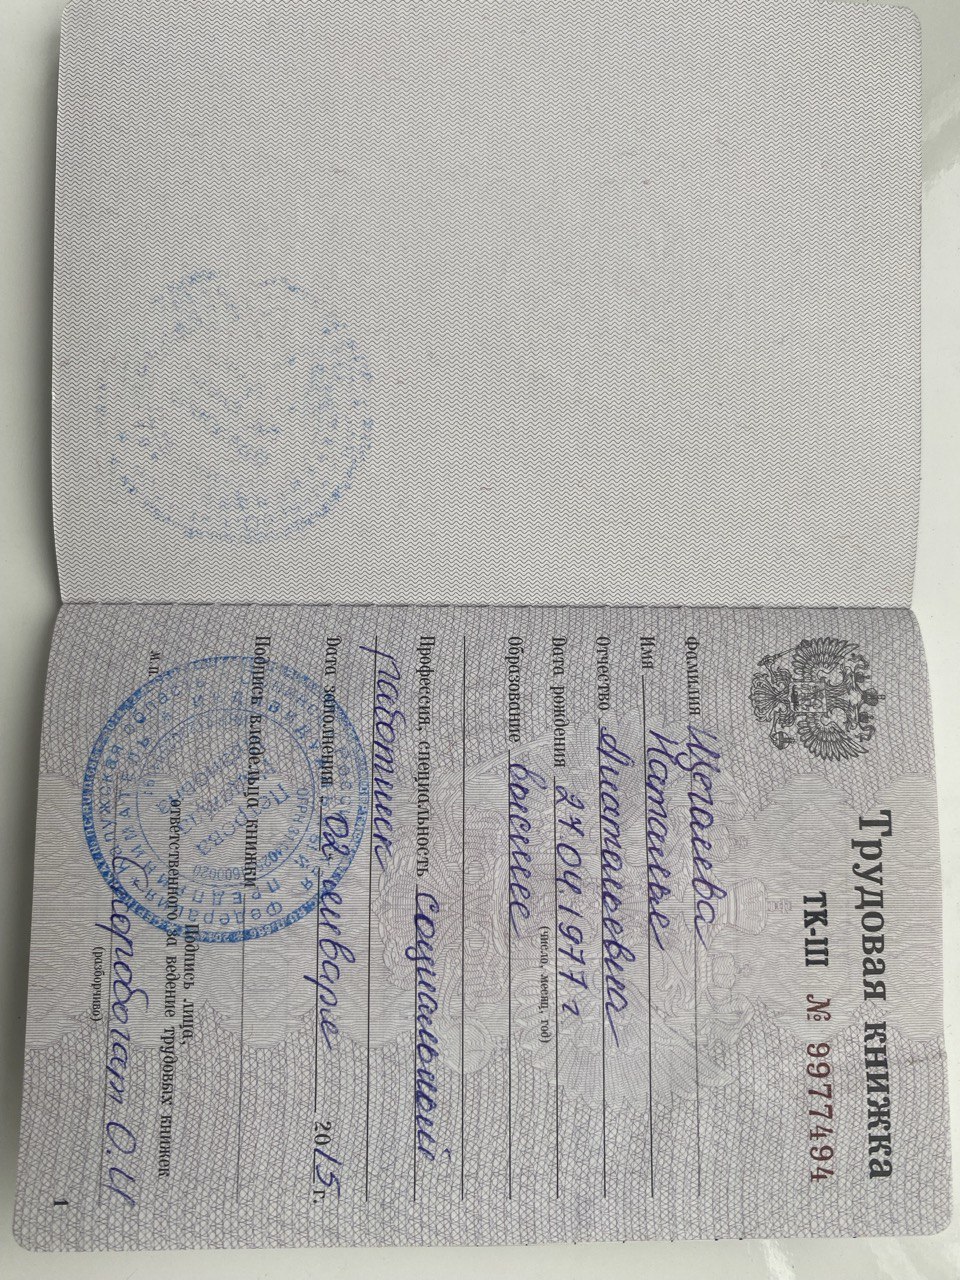 Трудовая книжка
ТК-III № 9977494
Фамилия Щеголева
Имя Наталья
Отчество Анатольевна
Дата рождения 24.04.1977 г
(число, месяц, год)
Образование высшее
Профессия, специальность социальный
работник
Дата заполнения 02 января 2015 г.
Подпись владельца книжки
М.П.
Подпись лица,
ответственного за ведение трудовых книжек
(разборчиво)
1